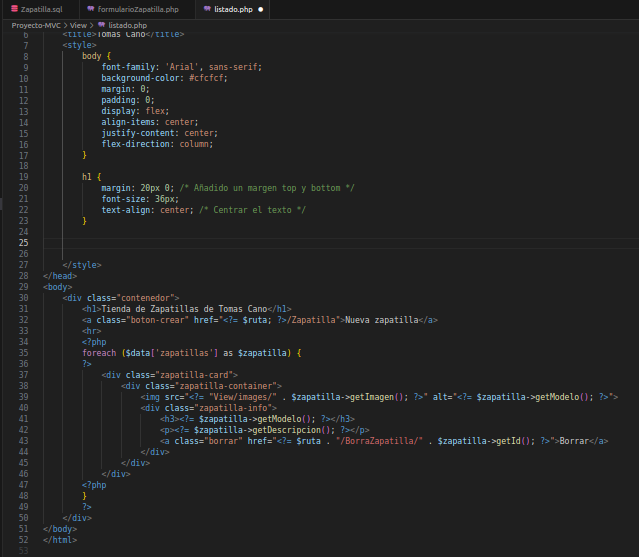 Zapatilla.sql formularioZapatilla.php listado.php
Proyecto-MVC > View > listado.php
6 <title>Tomas Cano</title>
7 <style>
8 body {
9 font-family: 'Arial', sans-serif;
10 background-color: #cfcfcf;
11 margin: 0;
12 padding: 0;
13 display: flex;
14 align-items: center;
15 justify-content: center;
16 flex-direction: column;
17 }
18
19 h1 {
20 margin: 20px 0; /* Añadido un margen top y bottom */
21 font-size: 36px;
22 text-align: center; /* Centrar el texto */
23 }
24
25
26
27 </style>
28 </head>
29 <body>
30 <div class="contenedor">
31 <h1>Tienda de Zapatillas de Tomas Cano</h1>
32 <a class="boton-crear" href="<?= $ruta; ?>/Zapatilla">Nueva zapatilla</a>
33 <hr>
34 <?php
35 foreach ($data['zapatillas'] as $zapatilla) {
36 ?>
37 <div class="zapatilla-card">
38 <div class="zapatilla-container">
39 <img src="<?= "View/images/" . $zapatilla->getImagen(); ?>" alt="<?= $zapatilla->getModelo(); ?>">
40 <div class="zapatilla-info">
41 <h3><?= $zapatilla->getModelo(); ?></h3>
42 <p><?= $zapatilla->getDescripcion(); ?></p>
43 <a class="borrar" href="<?= $ruta . "/BorraZapatilla/" . $zapatilla->getId(); ?>">Borrar</a>
44 </div>
45 </div>
46 </div>
47 <?php
48 }
49 ?>
50 </div>
51 </body>
52 </html>
53